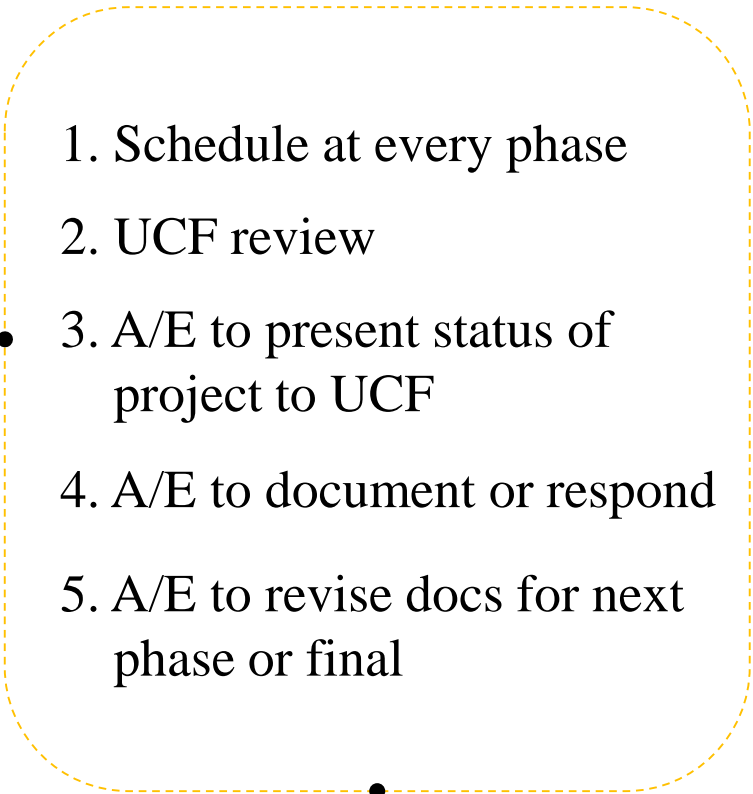 1. Schedule at every phase
2. UCF review
3. A/E to present status of
project to UCF
4. A/E to document or respond
5. A/E to revise docs for next
phase or final